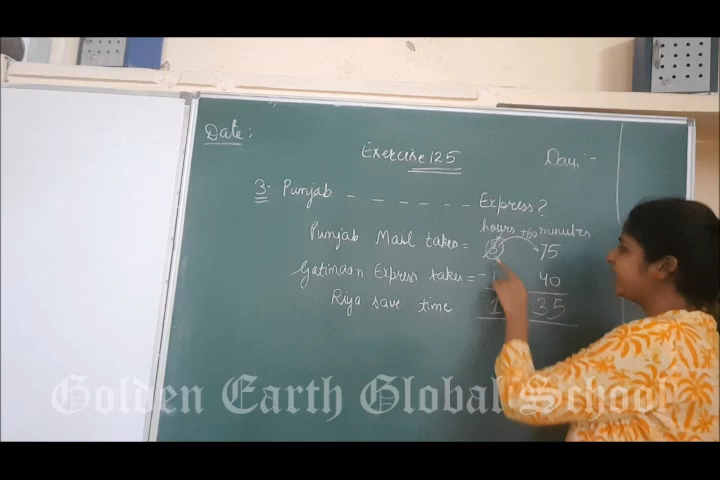 Date:
Exercise 125
Day :-
3. Punjab _ _ _ _ _ _ Express?
hours +60 minutes
Punjab Mail takes = 75
Gatimaan Express takes = - 1 40
Riya save time 1 35
Golden Earth Global School